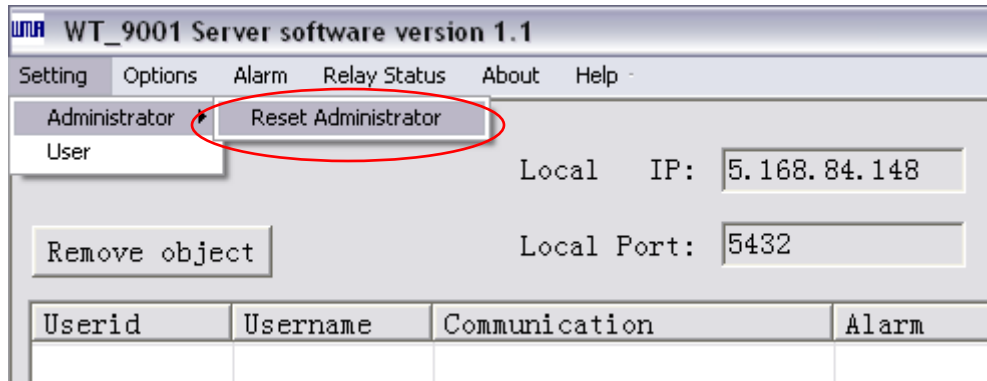 WT_9001 Server software version 1.1
Setting Options Alarm Relay Status About Help
Administrator Reset Administrator
User
Local IP: 5.168.84.148
Remove object
Local Port: 5432
Userid Username Communication Alarm